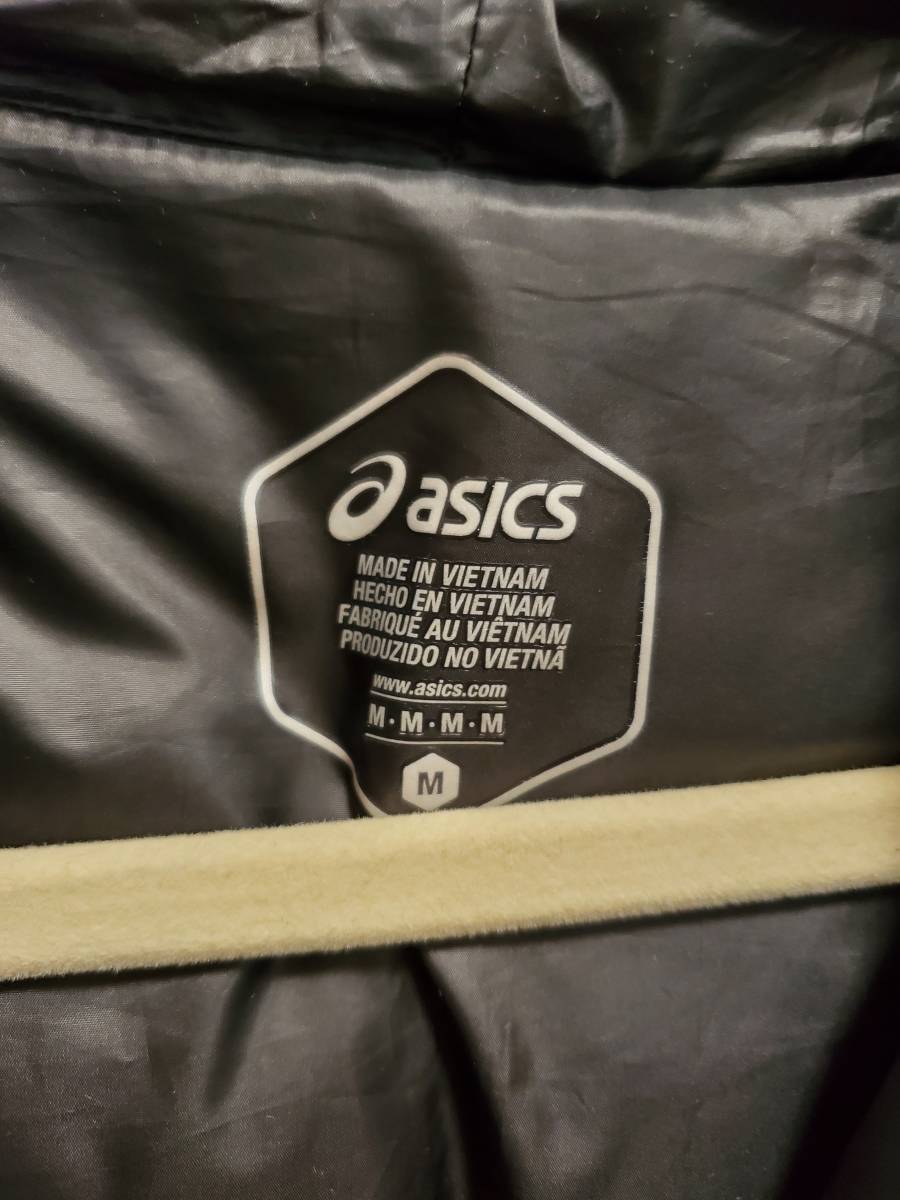 asics
MADE IN VIETNAM
HECHO EN VIETNAM
FABRIQUÉ AU VIÊTNAM
PRODUZIDO NO VIETNÃ
www.asics.com
M·M·M·M
M